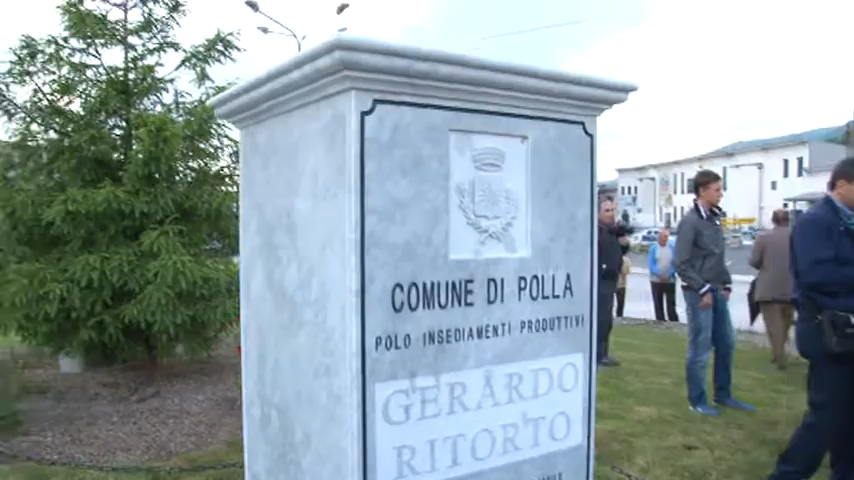 COMUNE DI POLLA
POLO INSEDIAMENTI PRODUTTIVI
GERARDO
RITORTO